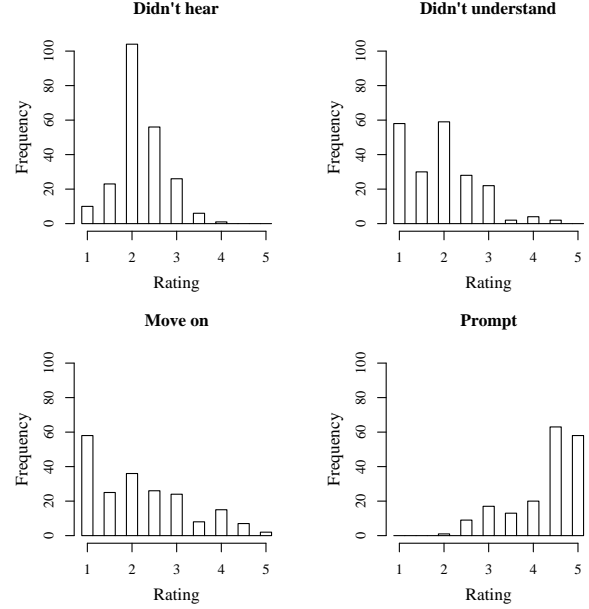 Didn't hear
Didn't understand
Frequency
0 20 40 60 80 100
1 2 3 4 5
Rating
Frequency
0 20 40 60 80 100
1 2 3 4 5
Rating
Move on
Prompt
Frequency
0 20 40 60 80 100
1 2 3 4 5
Rating
Frequency
0 20 40 60 80 100
1 2 3 4 5
Rating